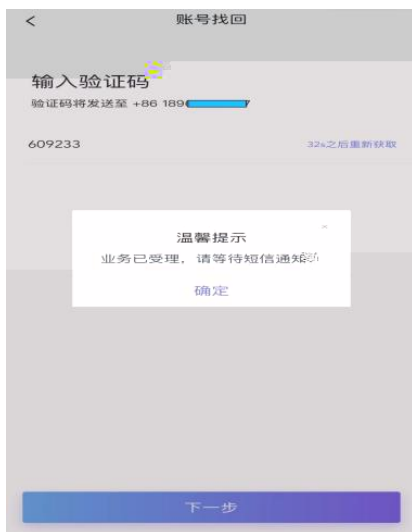 <
账号找回
输入验证码
验证码将发送至 +86 189
609233
32s之后重新获取
温馨提示
业务已受理，请等待短信通知
确定
下一步